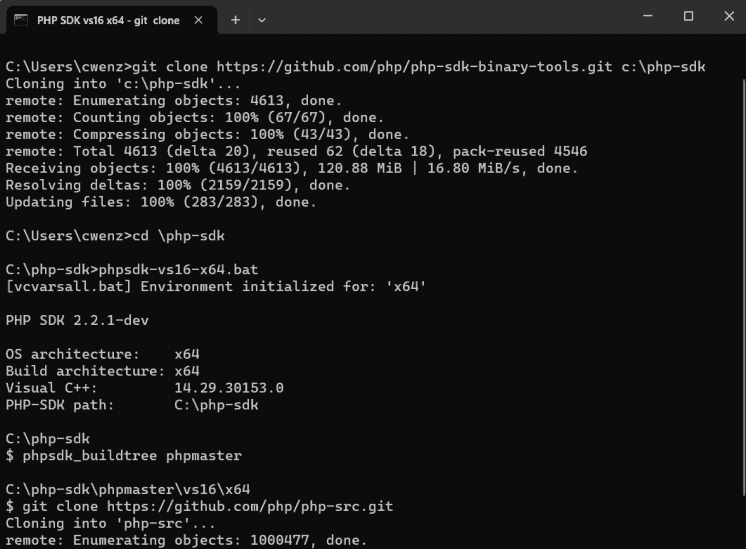 PHP SDK vs16 x64 - git clone
C:\Users\cwenz>git clone https://github.com/php/php-sdk-binary-tools.git c:\php-sdk
Cloning into 'c:\php-sdk'...
remote: Enumerating objects: 4613, done.
remote: Counting objects: 100% (67/67), done.
remote: Compressing objects: 100% (43/43), done.
remote: Total 4613 (delta 20), reused 62 (delta 18), pack-reused 4546
Receiving objects: 100% (4613/4613), 120.88 MiB | 16.80 MiB/s, done.
Resolving deltas: 100% (2159/2159), done.
Updating files: 100% (283/283), done.
C:\Users\cwenz>cd \php-sdk
C:\php-sdk>phpsdk-vs16-x64.bat
[vcvarsall.bat] Environment initialized for: 'x64'
PHP SDK 2.2.1-dev
OS architecture:    x64
Build architecture: x64
Visual C++:         14.29.30153.0
PHP-SDK path:       C:\php-sdk
C:\php-sdk
$ phpsdk_buildtree phpmaster
C:\php-sdk\phpmaster\vs16\x64
$ git clone https://github.com/php/php-src.git
Cloning into 'php-src'...
remote: Enumerating objects: 1000477, done.